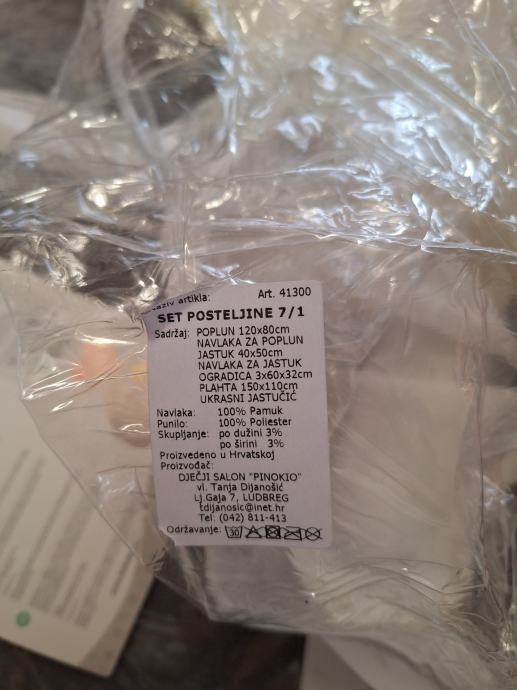 artikla: Art. 41300
SET POSTELJINE 7/1
Sadržaj: POPLUN 120x80cm
NAVLAKA ZA POPLUN
JASTUK 40x50cm
NAVLAKA ZA JASTUK
OGRADICA 3x60x32cm
PLAHTA 150x110cm
UKRASNI JASTUČIĆ
Navlaka: 100% Pamuk
Punilo: 100% Poliester
Skupljanje: po dužini 3%
po širini 3%
Proizvedeno u Hrvatskoj
Proizvođač:
DJEČJI SALON "PINOKIO"
vl. Tanja Dijanošić
Lj.Gaja 7, LUDBREG
tdijanosic@inet.hr
Tel: (042) 811-413
Održavanje: 30